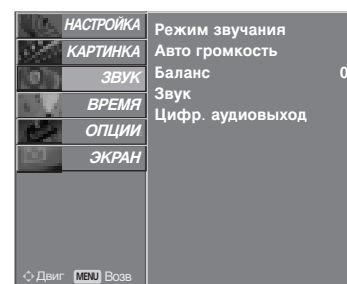 НАСТРОЙКА
КАРТИНКА
ЗВУК
ВРЕМЯ
ОПЦИИ
ЭКРАН
Режим звучания
Авто громкость
Баланс 0
Звук
Цифр. аудиовыход
Двиг MENU Возв